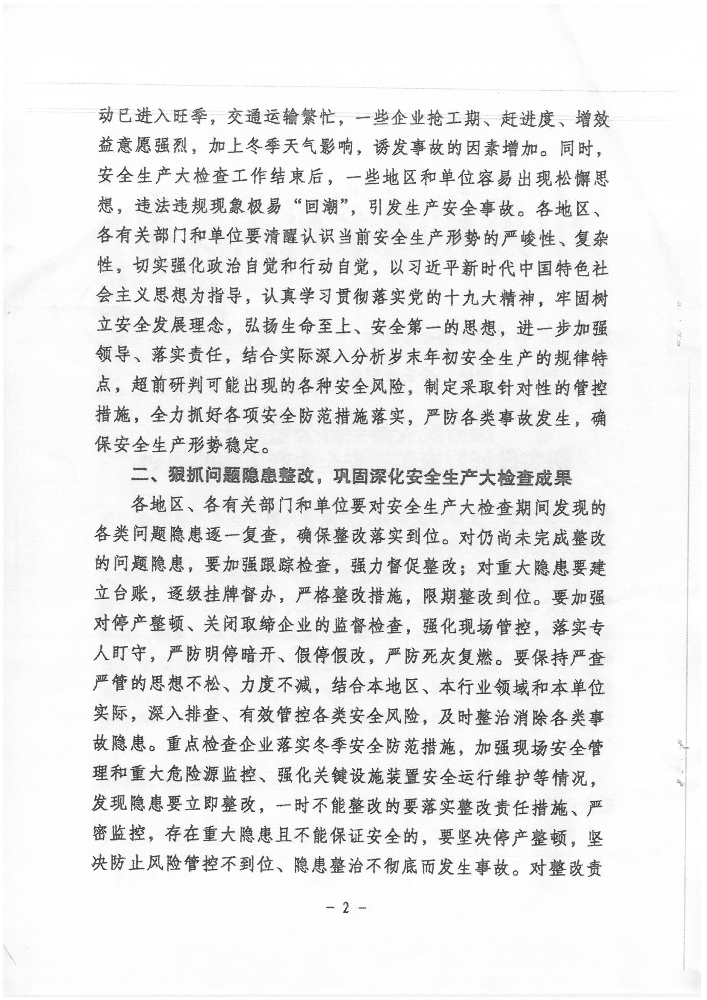 动已进入旺季，交通运输繁忙，一些企业抢工期、赶进度、增效
益意愿强烈，加上冬季天气影响，诱发事故的因素增加。同时，
安全生产大检查工作结束后，一些地区和单位容易出现松懈思
想，违法违规现象极易“回潮”，引发生产安全事故。各地区、
各有关部门和单位要清醒认识当前安全生产形势的严峻性、复杂
性，切实强化政治自觉和行动自觉，以习近平新时代中国特色社
会主义思想为指导，认真学习贯彻落实党的十九大精神，牢固树
立安全发展理念，弘扬生命至上、安全第一的思想，进一步加强
领导、落实责任，结合实际深入分析岁末年初安全生产的规律特
点，超前研判可能出现的各种安全风险，制定采取针对性的管控
措施，全力抓好各项安全防范措施落实，严防各类事故发生，确
保安全生产形势稳定。
二、狠抓问题隐患整改，巩固深化安全生产大检查成果
各地区、各有关部门和单位要对安全生产大检查期间发现的
各类问题隐患逐一复查，确保整改落实到位。对仍尚未完成整改
的问题隐患，要加强跟踪检查，强力督促整改；对重大隐患要建
立台账，逐级挂牌督办，严格整改措施，限期整改到位。要加强
对停产整顿、关闭取缔企业的监督检查，强化现场管控，落实专
人盯守，严防明停暗开、假停假改，严防死灰复燃。要保持严查
严管的思想不松、力度不减，结合本地区、本行业领域和本单位
实际，深入排查、有效管控各类安全风险，及时整治消除各类事
故隐患。重点检查企业落实冬季安全防范措施，加强现场安全管
理和重大危险源监控、强化关键设施装置安全运行维护等情况，
发现隐患要立即整改，一时不能整改的要落实整改责任措施、严
密监控，存在重大隐患且不能保证安全的，要坚决停产整顿，坚
决防止风险管控不到位、隐患整治不彻底而发生事故。对整改责
- 2 -